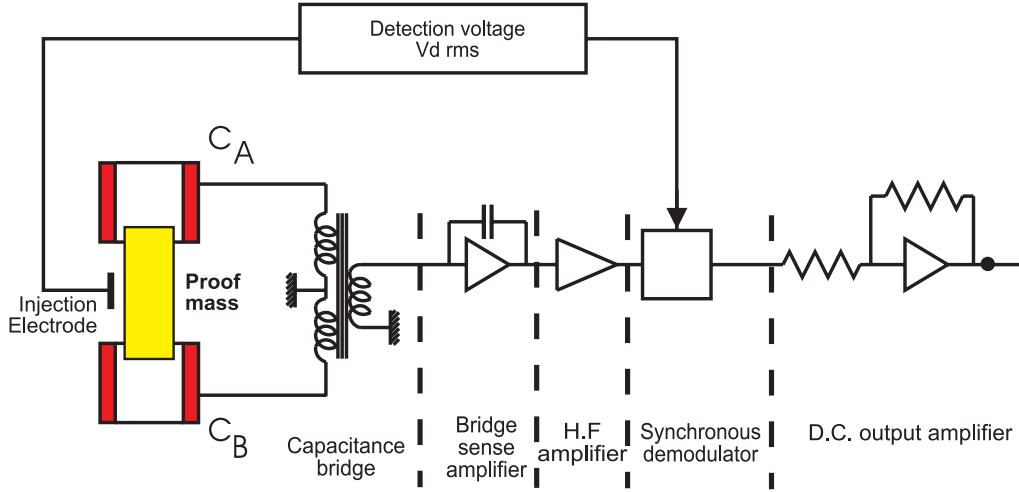 Detection voltage
Vd rms
CA
Injection
Electrode
Proof
mass
CB
Capacitance
bridge
Bridge
sense
amplifier
H.F
amplifier
Synchronous
demodulator
D.C. output amplifier